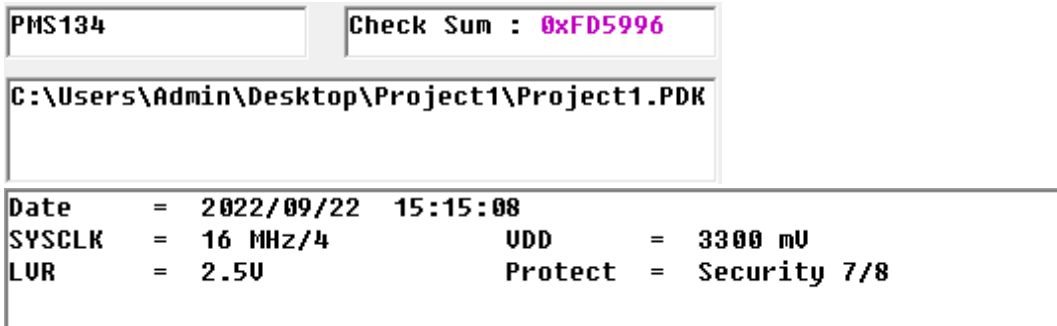 PMS134
Check Sum : 0xFD5996
C:\Users\Admin\Desktop\Project1\Project1.PDK
Date = 2022/09/22 15:15:08
SYSCLK = 16 MHz/4 VDD = 3300 mV
LVR = 2.5V Protect = Security 7/8